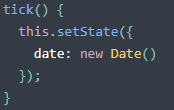 tick() {
  this.setState({
    date: new Date()
  });
}